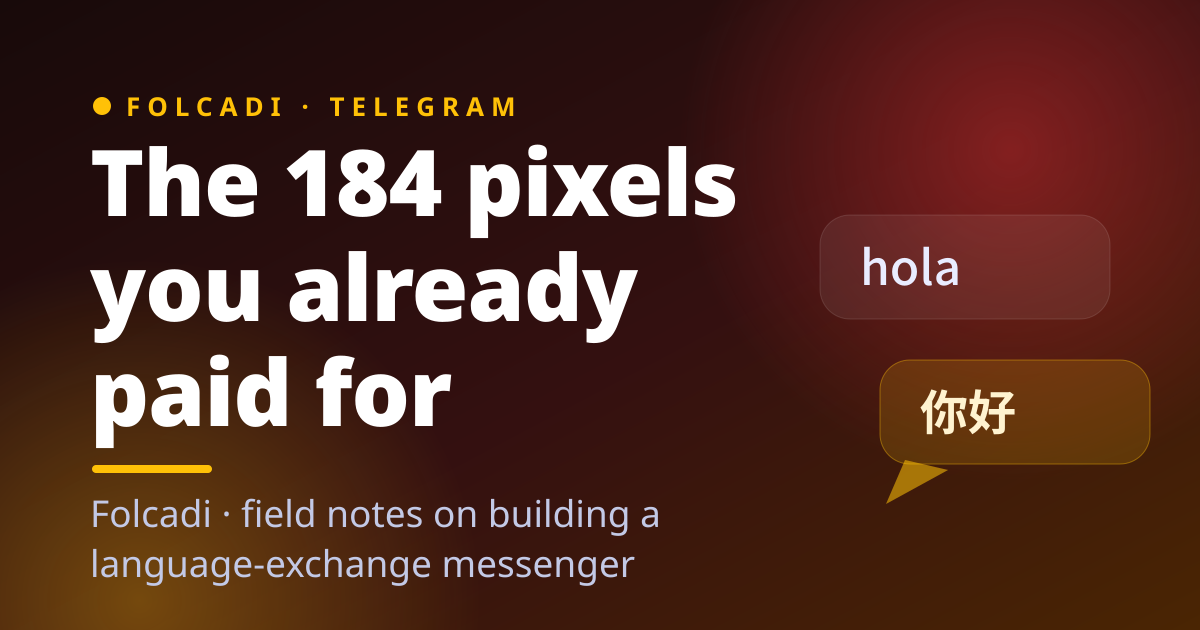 FOLCADI · TELEGRAM
The 184 pixels
you already
paid for
Folcadi · field notes on building a
language-exchange messenger
hola
你好